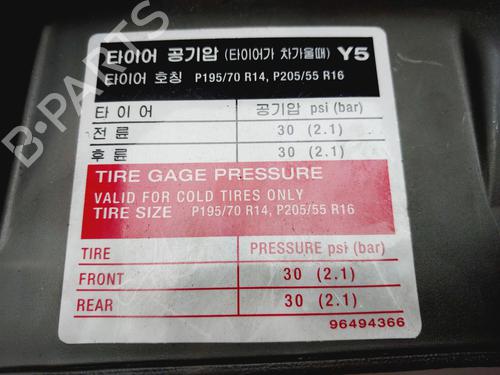 타이어 공기압 (타이어가 차가울때) Y5
타이어 호칭 P195/70 R14, P205/55 R16
타이어 공기압 psi (bar)
전륜 30 (2.1)
후륜 30 (2.1)
TIRE GAGE PRESSURE
VALID FOR COLD TIRES ONLY
TIRE SIZE P195/70 R14, P205/55 R16
TIRE PRESSURE psi (bar)
FRONT 30 (2.1)
REAR 30 (2.1)
96494366
B-PARTS